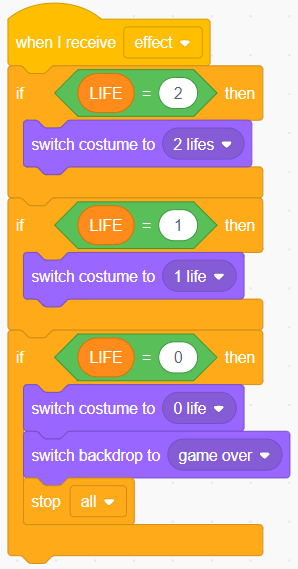 when I receive effect
if LIFE = 2 then
switch costume to 2 lifes
if LIFE = 1 then
switch costume to 1 life
if LIFE = 0 then
switch costume to 0 life
switch backdrop to game over
stop all